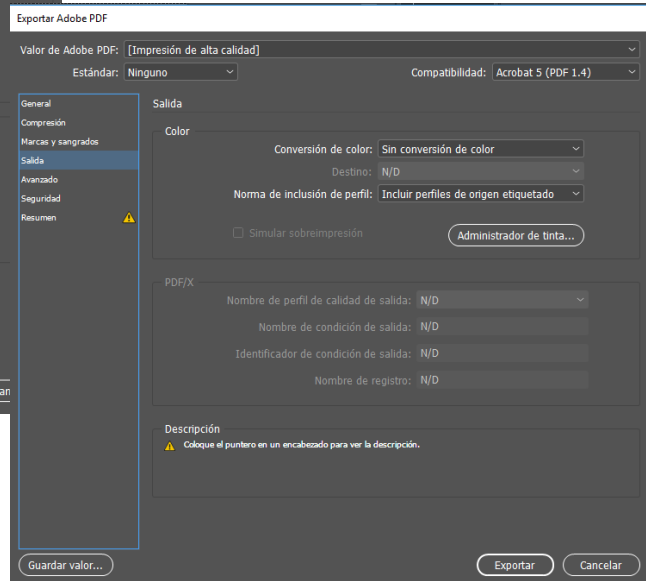 Exportar Adobe PDF
Valor de Adobe PDF: [Impresión de alta calidad]
Estándar: Ninguno Compatibilidad: Acrobat 5 (PDF 1.4)
General
Compresión
Marcas y sangrados
Salida
Avanzado
Seguridad
Resumen
Salida
Color
Conversión de color: Sin conversión de color
Destino: N/D
Norma de inclusión de perfil: Incluir perfiles de origen etiquetado
Simular sobreimpresión Administrador de tinta...
PDF/X
Nombre de perfil de calidad de salida: N/D
Nombre de condición de salida: N/D
Identificador de condición de salida: N/D
Nombre de registro: N/D
Descripción
Coloque el puntero en un encabezado para ver la descripción.
Guardar valor... Exportar Cancelar